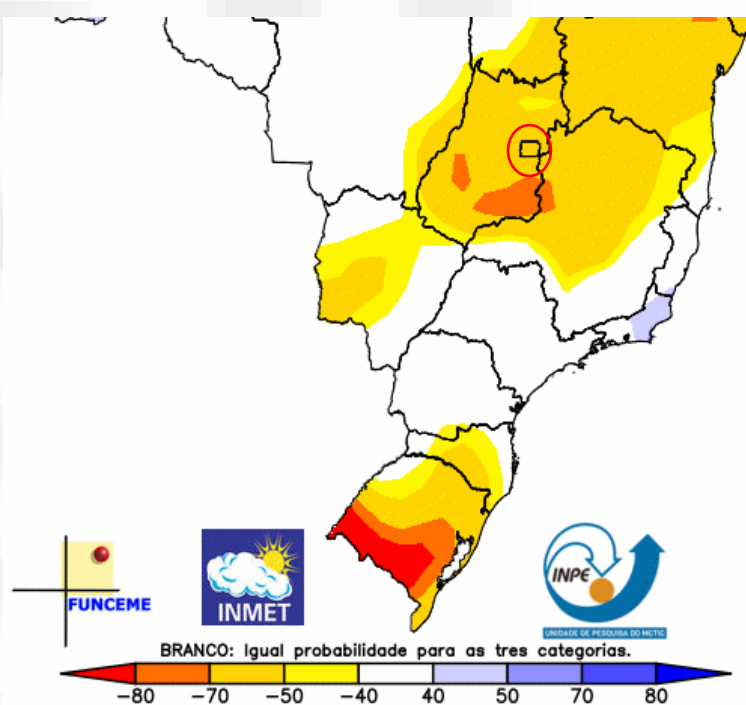 FUNCEME
INMET
INPE
UNIDADE DE PESQUISA DO MCTIC
BRANCO: Igual probabilidade para as tres categorias.
−80 −70 −50 −40 40 50 70 80